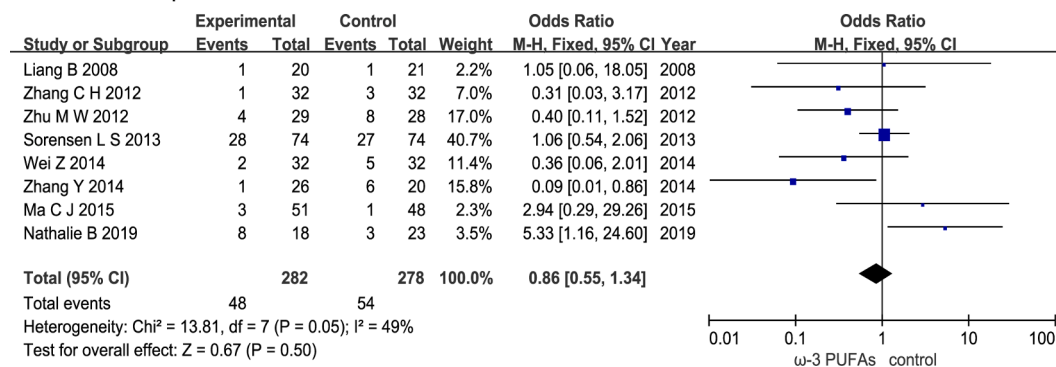 Experimental Control Odds Ratio Odds Ratio
Study or Subgroup Events Total Events Total Weight M-H, Fixed, 95% CI Year M-H, Fixed, 95% CI
Liang B 2008 1 20 1 21 2.2% 1.05 [0.06, 18.05] 2008
Zhang C H 2012 1 32 3 32 7.0% 0.31 [0.03, 3.17] 2012
Zhu M W 2012 4 29 8 28 17.0% 0.40 [0.11, 1.52] 2012
Sorensen L S 2013 28 74 27 74 40.7% 1.06 [0.54, 2.06] 2013
Wei Z 2014 2 32 5 32 11.4% 0.36 [0.06, 2.01] 2014
Zhang Y 2014 1 26 6 20 15.8% 0.09 [0.01, 0.86] 2014
Ma C J 2015 3 51 1 48 2.3% 2.94 [0.29, 29.26] 2015
Nathalie B 2019 8 18 3 23 3.5% 5.33 [1.16, 24.60] 2019
Total (95% CI) 282 278 100.0% 0.86 [0.55, 1.34]
Total events 48 54
Heterogeneity: Chi² = 13.81, df = 7 (P = 0.05); I² = 49%
Test for overall effect: Z = 0.67 (P = 0.50)
0.01 0.1 1 10 100
ω-3 PUFAs control